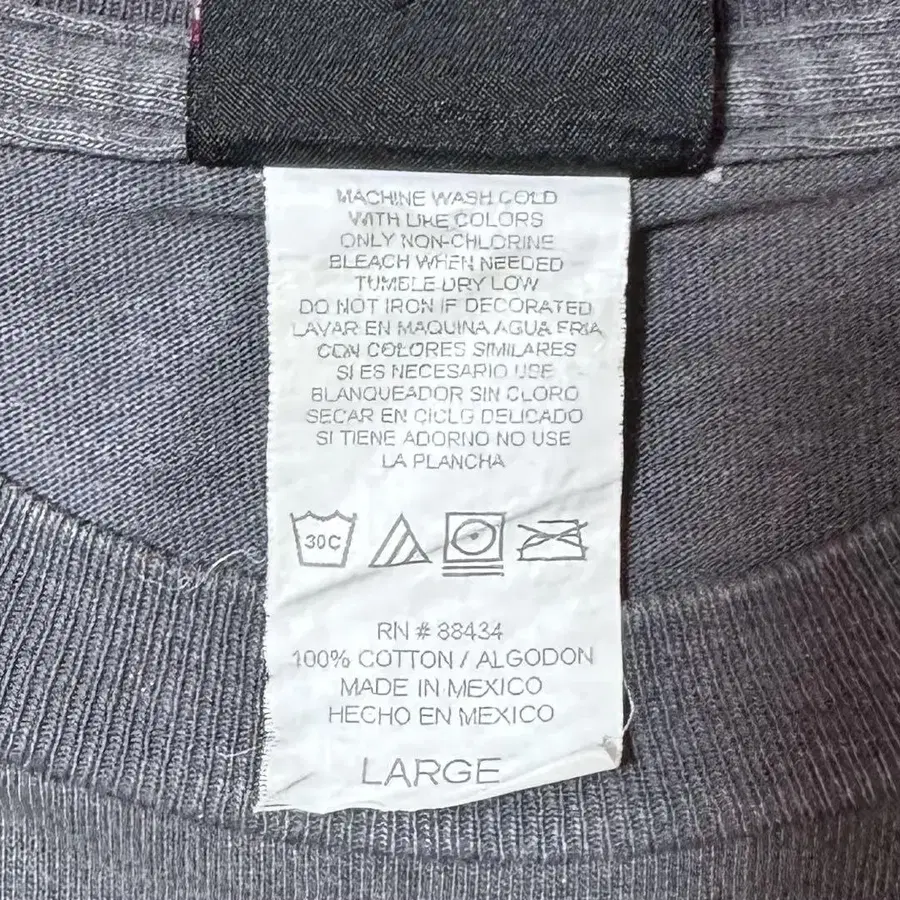 MACHINE WASH COLD
WITH LIKE COLORS
ONLY NON-CHLORINE
BLEACH WHEN NEEDED
TUMBLE DRY LOW
DO NOT IRON IF DECORATED
LAVAR EN MAQUINA AGUA FRIA
CON COLORES SIMILARES
SI ES NECESARIO USE
BLANQUEADOR SIN CLORO
SECAR EN CICLO DELICADO
SI TIENE ADORNO NO USE
LA PLANCHA
30C
RN # 88434
100% COTTON / ALGODON
MADE IN MEXICO
HECHO EN MEXICO
LARGE